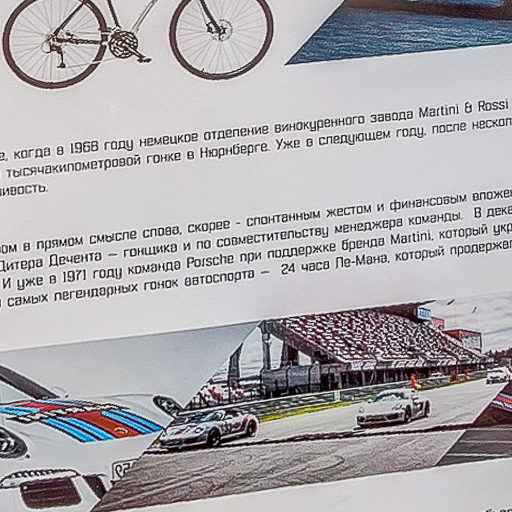 е, когда в 1968 году немецкое отделение винокуренного завода Martini & Rossi
тысячакилометровой гонке в Нюрнберге. Уже в следующем году, после нескол
ивость.
ом в прямом смысле слова, скорее - спонтанным жестом и финансовым вложе
Дитера Дечента – гонщика и по совместительству менеджера команды. В дека
И уже в 1971 году команда Porsche при поддержке бренда Martini, который укр
самых легендарных гонок автоспорта – 24 часа Ле-Мана, который продержа